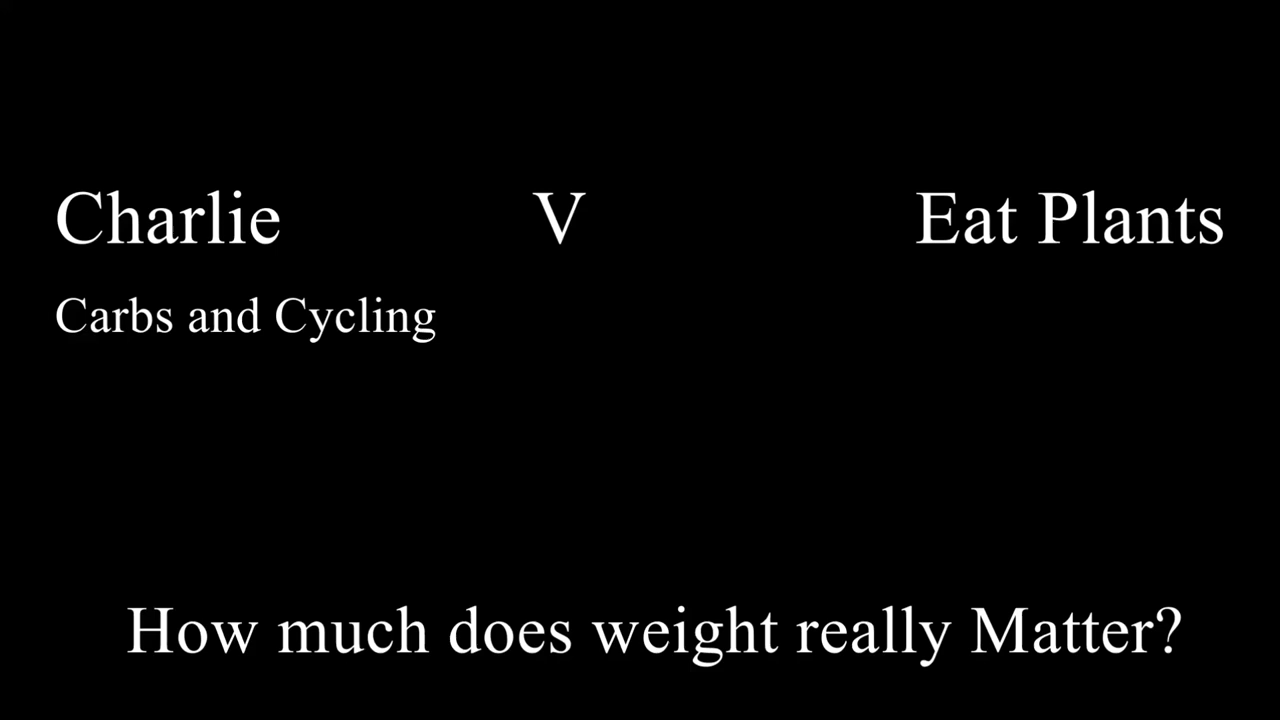 Charlie V Eat Plants
Carbs and Cycling
How much does weight really Matter?